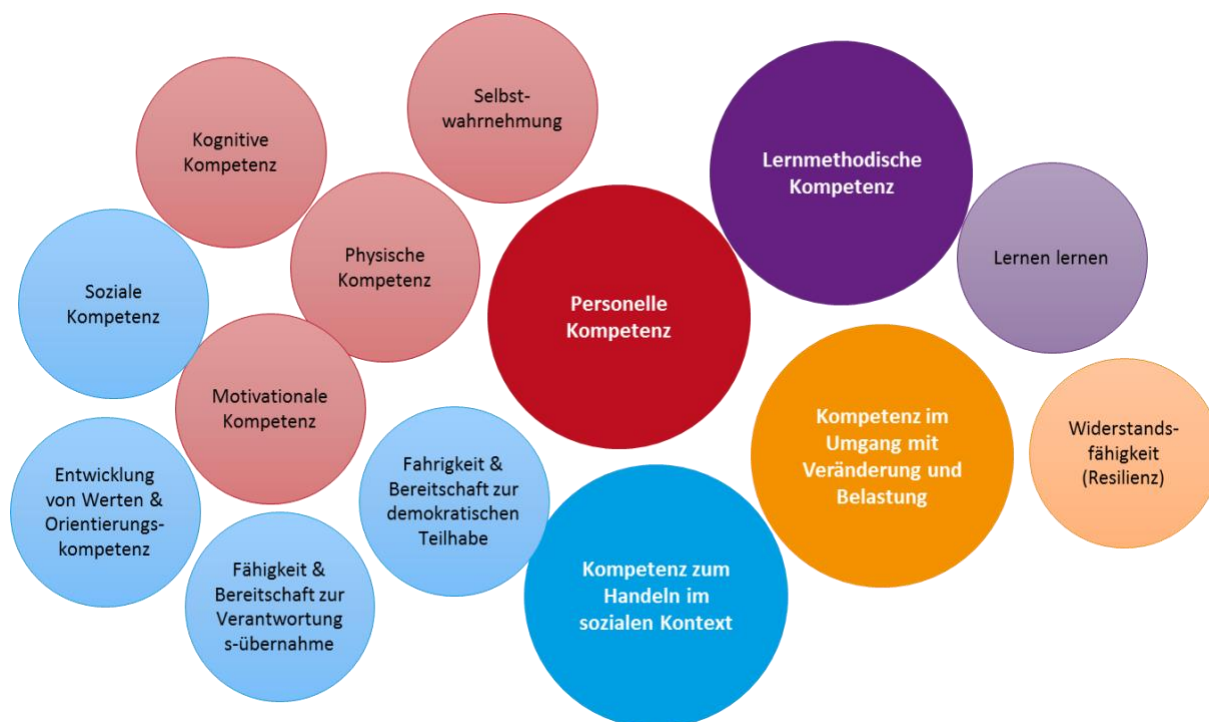 Selbst-
wahrnehmung
Kognitive
Kompetenz
Lernmethodische
Kompetenz
Physische
Kompetenz
Lernen lernen
Soziale
Kompetenz
Personelle
Kompetenz
Motivationale
Kompetenz
Kompetenz im
Umgang mit
Veränderung und
Belastung
Widerstands-
fähigkeit
(Resilienz)
Entwicklung
von Werten &
Orientierungs-
kompetenz
Fahrigkeit &
Bereitschaft zur
demokratischen
Teilhabe
Fähigkeit &
Bereitschaft zur
Verantwortung
s-übernahme
Kompetenz zum
Handeln im
sozialen Kontext